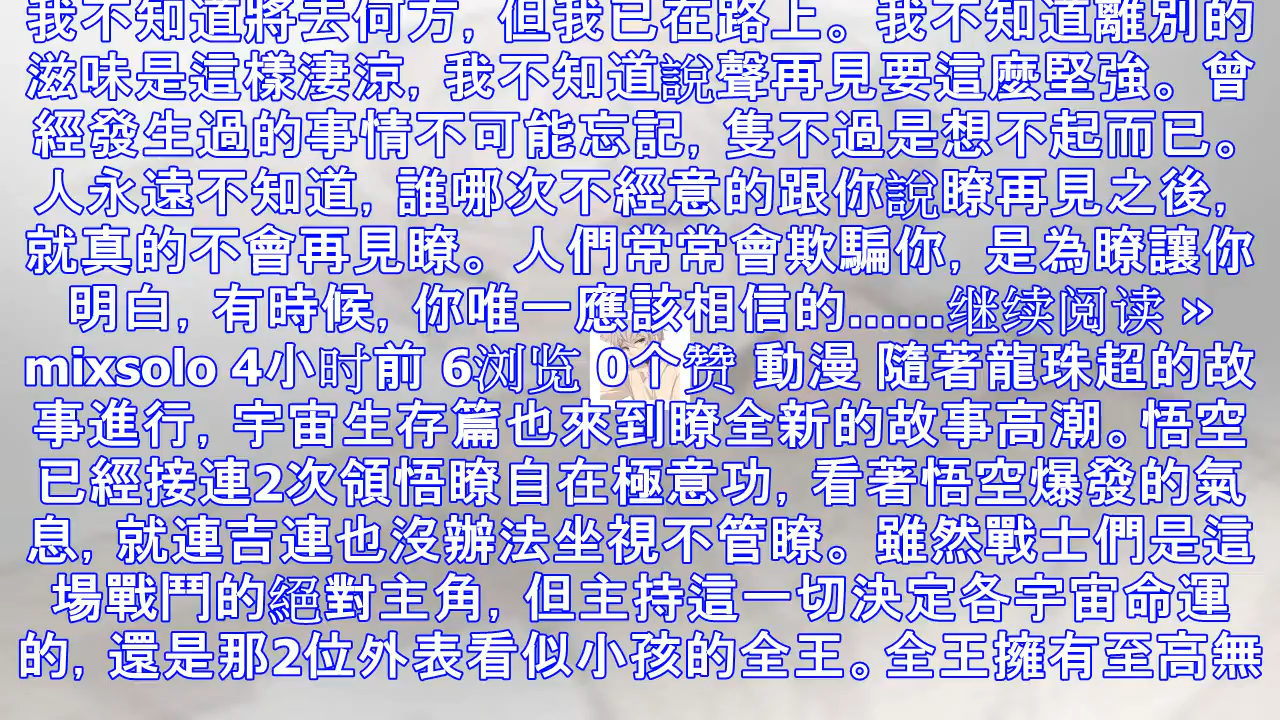 我不知道將去何方, 但我已在路上。我不知道離別的
滋味是這樣淒涼, 我不知道說聲再見要這麼堅強。曾
經發生過的事情不可能忘記, 隻不過是想不起而已。
人永遠不知道, 誰哪次不經意的跟你說瞭再見之後,
就真的不會再見瞭。人們常常會欺騙你, 是為瞭讓你
明白, 有時候, 你唯一應該相信的......继续阅读 »
mixsolo 4小时前 6浏览 0个赞 動漫 隨著龍珠超的故
事進行, 宇宙生存篇也來到瞭全新的故事高潮。悟空
已經接連2次領悟瞭自在極意功, 看著悟空爆發的氣
息, 就連吉連也沒辦法坐視不管瞭。雖然戰士們是這
場戰鬥的絕對主角, 但主持這一切決定各宇宙命運
的, 還是那2位外表看似小孩的全王。全王擁有至高無